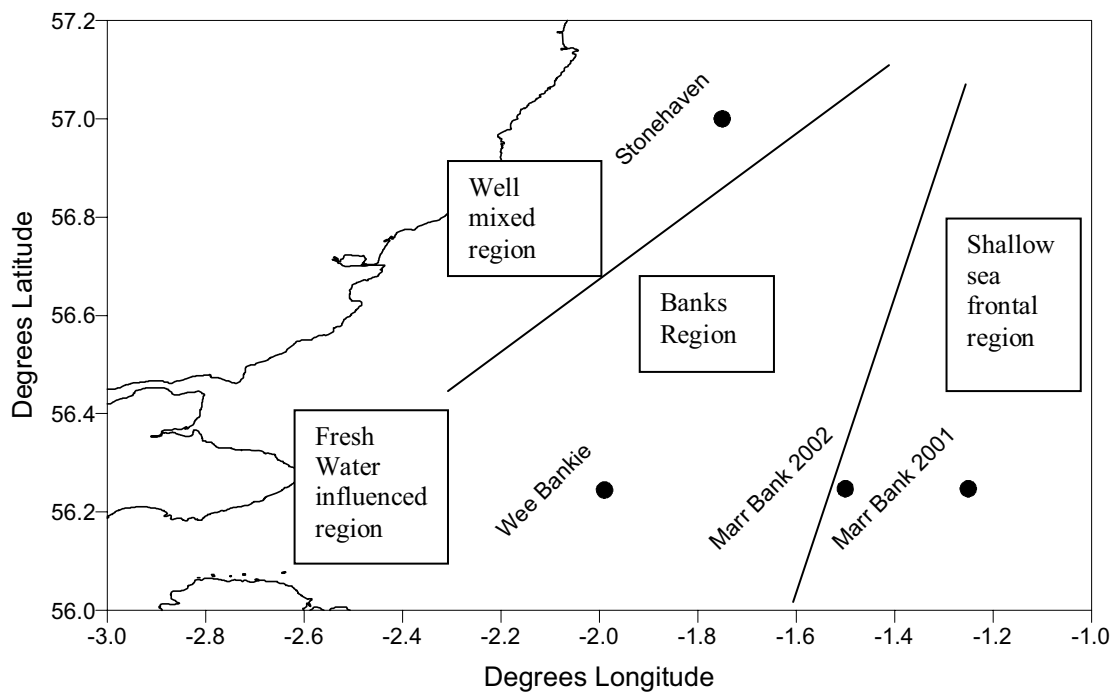 57.2
57.0
56.8
56.6
56.4
56.2
56.0
Degrees Latitude
Stonehaven
Well
mixed
region
Banks
Region
Shallow
sea
frontal
region
Fresh
Water
influenced
region
Wee Bankie
Marr Bank 2002
Marr Bank 2001
-3.0 -2.8 -2.6 -2.4 -2.2 -2.0 -1.8 -1.6 -1.4 -1.2 -1.0
Degrees Longitude